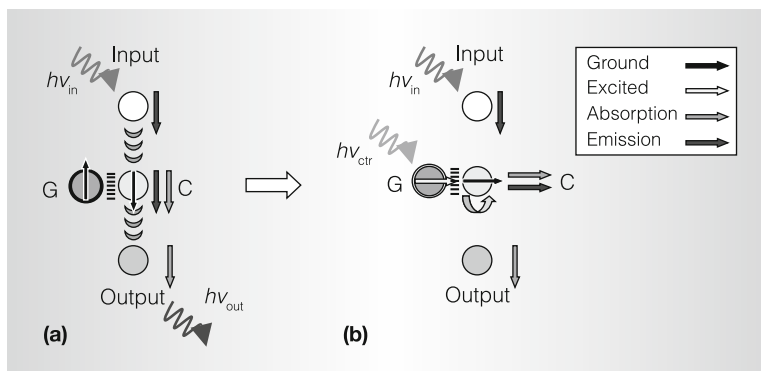 Input
hν_in
G
C
Output
hν_out
(a)
Input
hν_in
hν_ctr
G
C
Output
(b)
Ground
Excited
Absorption
Emission